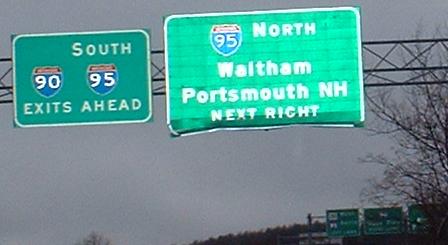 SOUTH
90 95
EXITS AHEAD
95 NORTH
Waltham
Portsmouth NH
NEXT RIGHT